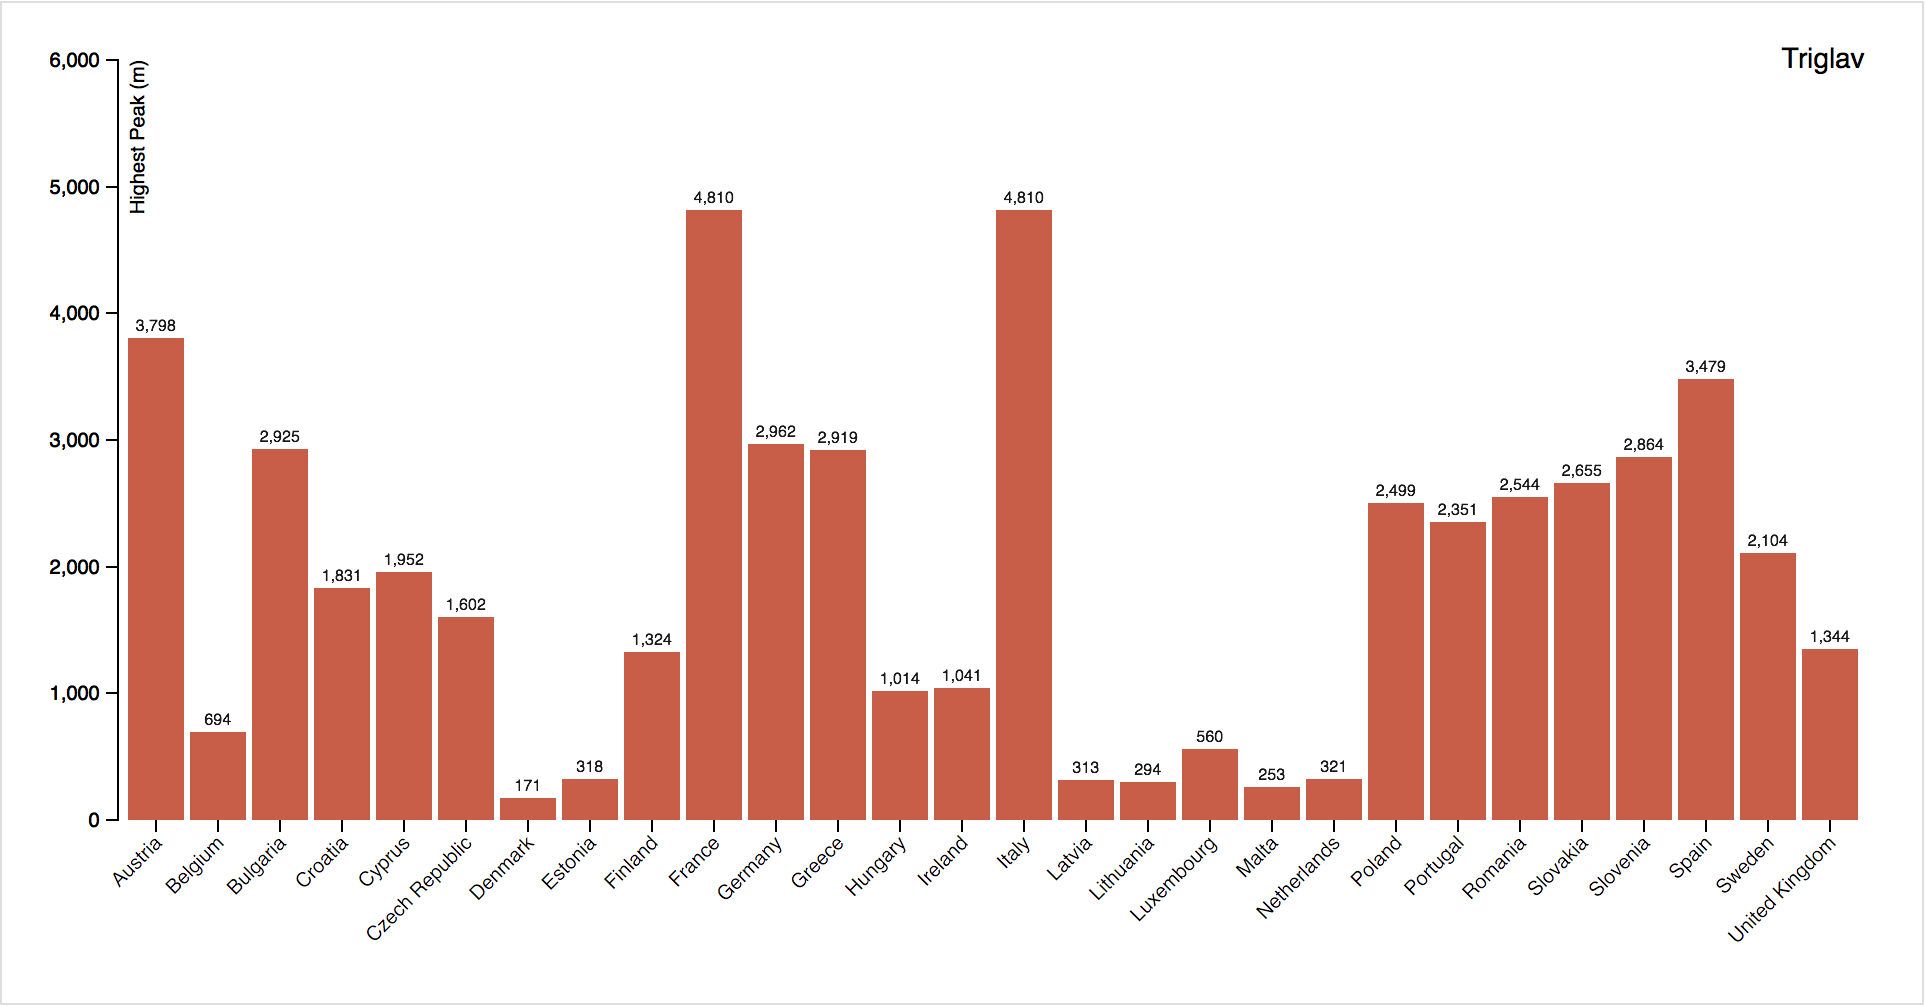 Triglav
Highest Peak (m)
6,000
5,000
4,000
3,000
2,000
1,000
0
3,798
694
2,925
1,831
1,952
1,602
171
318
1,324
4,810
2,962
2,919
1,014
1,041
4,810
313
294
560
253
321
2,499
2,351
2,544
2,655
2,864
3,479
2,104
1,344
Austria
Belgium
Bulgaria
Croatia
Cyprus
Czech Republic
Denmark
Estonia
Finland
France
Germany
Greece
Hungary
Ireland
Italy
Latvia
Lithuania
Luxembourg
Malta
Netherlands
Poland
Portugal
Romania
Slovakia
Slovenia
Spain
Sweden
United Kingdom